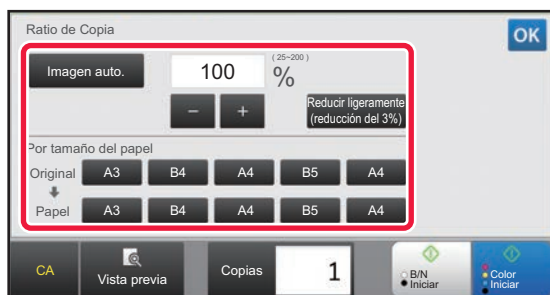 Ratio de Copia
OK
Imagen auto.
100
(25~200)
%
−
+
Reducir ligeramente
(reducción del 3%)
Por tamaño del papel
Original A3 B4 A4 B5 A4
Papel A3 B4 A4 B5 A4
CA
Vista previa
Copias
1
B/N
Iniciar
Color
Iniciar